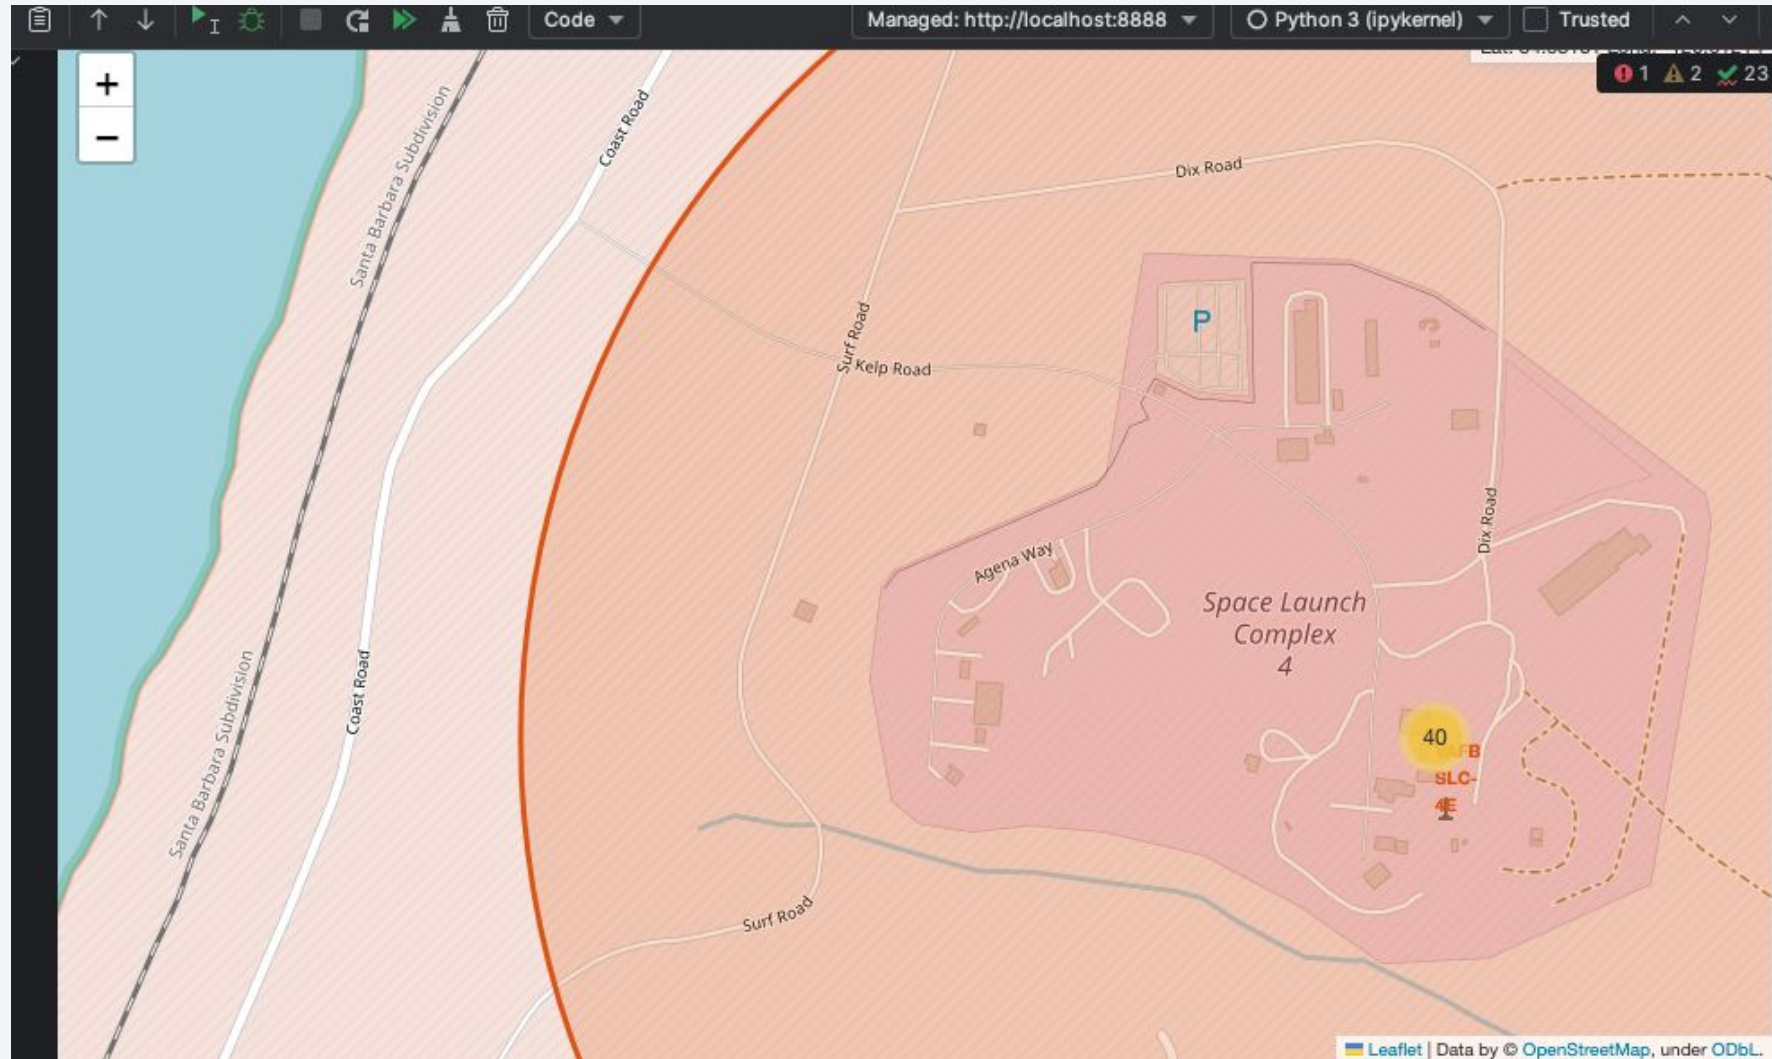 Code
Managed: http://localhost:8888
Python 3 (ipykernel)
Trusted
1
2
23
+
−
Santa Barbara Subdivision
Coast Road
Dix Road
P
Surf Road
Kelp Road
Dix Road
Agena Way
Space Launch
Complex
4
Santa Barbara Subdivision
Coast Road
40
SLC-
4E
Surf Road
Leaflet | Data by © OpenStreetMap, under ODbL.